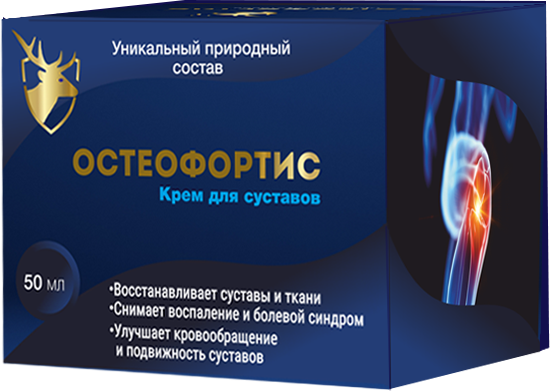 Уникальный природный
состав
ОСТЕОФОРТИС
Крем для суставов
50 мл
•Восстанавливает суставы и ткани
•Снимает воспаление и болевой синдром
•Улучшает кровообращение
и подвижность суставов